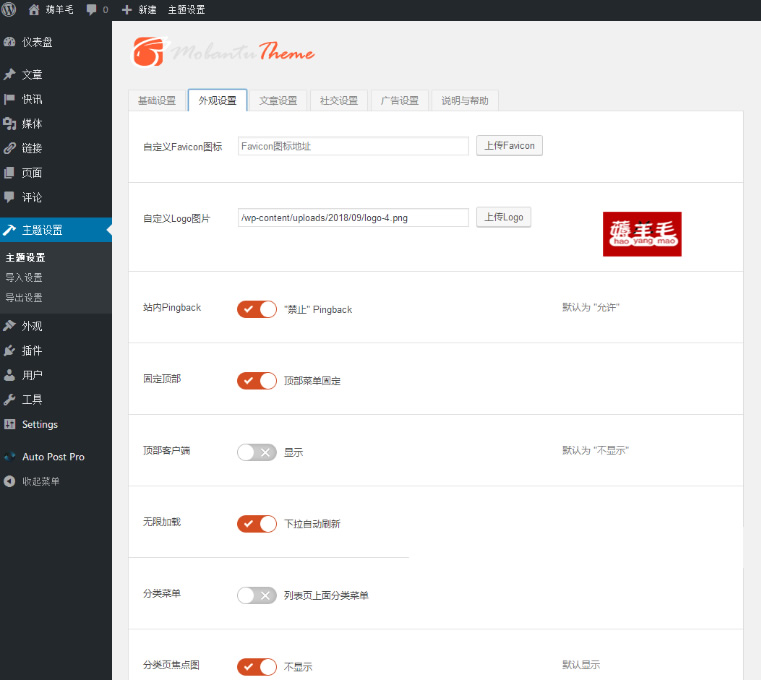 薅羊毛 0 新建 主题设置
仪表盘
文章
快讯
媒体
链接
页面
评论
主题设置
主题设置
导入设置
导出设置
外观
插件
用户
工具
Settings
Auto Post Pro
收起菜单
Mobantu Theme
基础设置 外观设置 文章设置 社交设置 广告设置 说明与帮助
自定义Favicon图标 Favicon图标地址 上传Favicon
自定义Logo图片 /wp-content/uploads/2018/09/logo-4.png 上传Logo
薅羊毛
hao yang mao
站内Pingback "禁止" Pingback 默认为 "允许"
固定顶部 顶部菜单固定
顶部客户端 显示 默认为 "不显示"
无限加载 下拉自动刷新
分类菜单 列表页上面分类菜单
分类页焦点图 不显示 默认显示